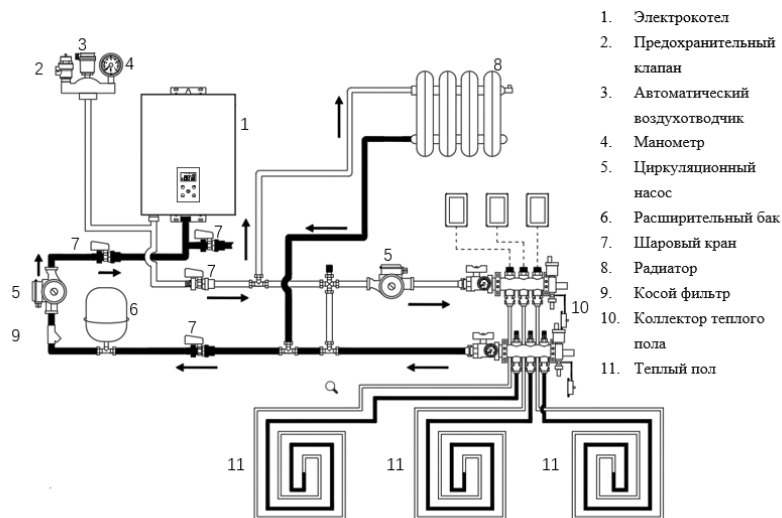 1. Электрокотел
2. Предохранительный
клапан
3. Автоматический
воздухотводчик
4. Манометр
5. Циркуляционный
насос
6. Расширительный бак
7. Шаровый кран
8. Радиатор
9. Косой фильтр
10. Коллектор теплого
пола
11. Теплый пол
3
2
4
8
1
7
7
7
5
5
6
9
7
10
11
11
11